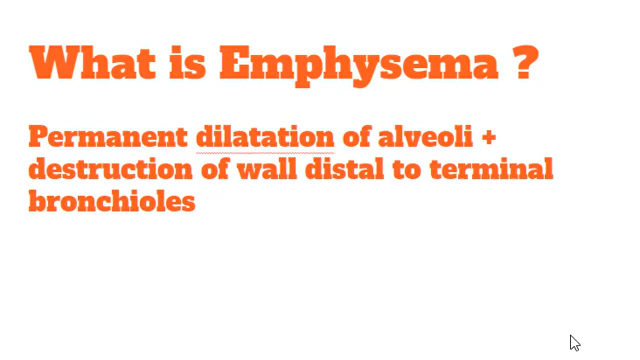 What is Emphysema ?
Permanent dilatation of alveoli +
destruction of wall distal to terminal
bronchioles